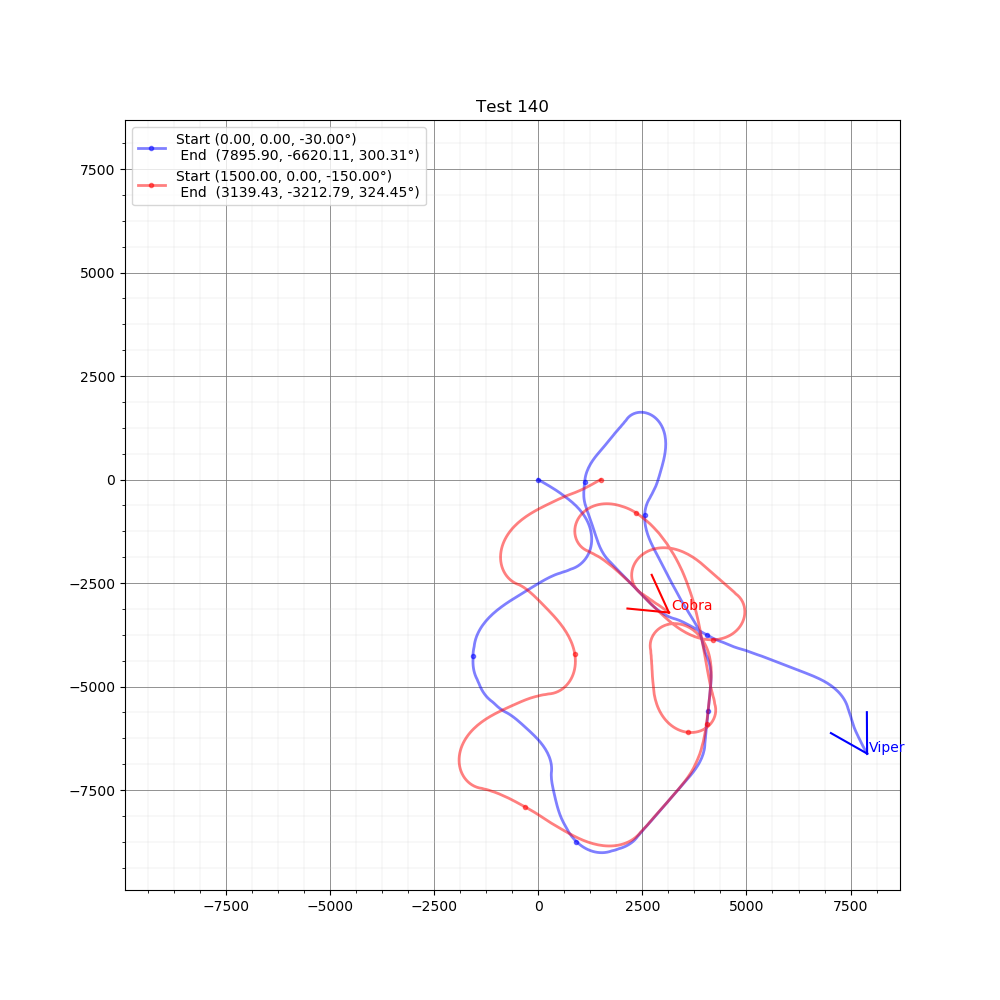 Test 140
Start (0.00, 0.00, -30.00°)
End  (7895.90, -6620.11, 300.31°)
Start (1500.00, 0.00, -150.00°)
End  (3139.43, -3212.79, 324.45°)
7500
5000
2500
0
−2500
−5000
−7500
Cobra
Viper
−7500 −5000 −2500 0 2500 5000 7500